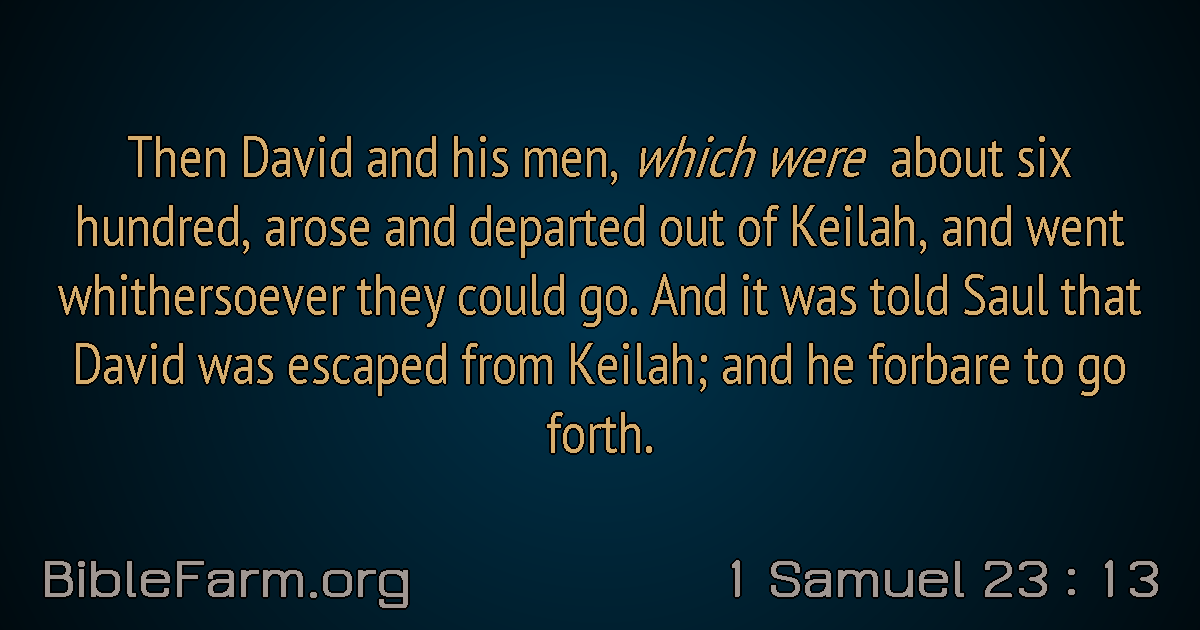 Then David and his men, which were about six
hundred, arose and departed out of Keilah, and went
whithersoever they could go. And it was told Saul that
David was escaped from Keilah; and he forbare to go
forth.
BibleFarm.org
1 Samuel 23 : 13